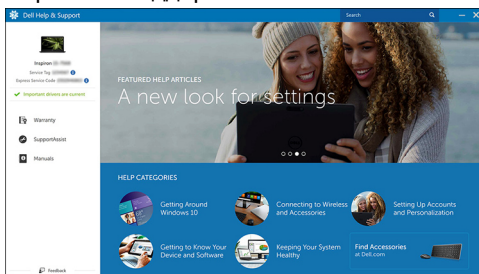 Dell Help & Support
Search
Inspiron
Service Tag
Express Service Code
Important drivers are current
Warranty
SupportAssist
Manuals
Feedback
FEATURED HELP ARTICLES
A new look for settings
HELP CATEGORIES
Getting Around
Windows 10
Connecting to Wireless
and Accessories
Setting Up Accounts
and Personalization
Getting to Know Your
Device and Software
Keeping Your System
Healthy
Find Accessories
at Dell.com